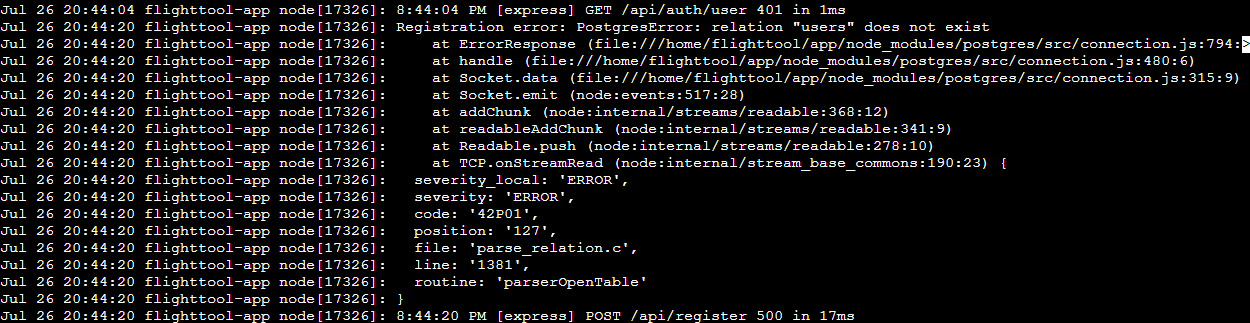 Jul 26 20:44:04 flighttool-app node[17326]: 8:44:04 PM [express] GET /api/auth/user 401 in 1ms
Jul 26 20:44:20 flighttool-app node[17326]: Registration error: PostgresError: relation "users" does not exist
Jul 26 20:44:20 flighttool-app node[17326]:     at ErrorResponse (file:///home/flighttool/app/node_modules/postgres/src/connection.js:794:>
Jul 26 20:44:20 flighttool-app node[17326]:     at handle (file:///home/flighttool/app/node_modules/postgres/src/connection.js:480:6)
Jul 26 20:44:20 flighttool-app node[17326]:     at Socket.data (file:///home/flighttool/app/node_modules/postgres/src/connection.js:315:9)
Jul 26 20:44:20 flighttool-app node[17326]:     at Socket.emit (node:events:517:28)
Jul 26 20:44:20 flighttool-app node[17326]:     at addChunk (node:internal/streams/readable:368:12)
Jul 26 20:44:20 flighttool-app node[17326]:     at readableAddChunk (node:internal/streams/readable:341:9)
Jul 26 20:44:20 flighttool-app node[17326]:     at Readable.push (node:internal/streams/readable:278:10)
Jul 26 20:44:20 flighttool-app node[17326]:     at TCP.onStreamRead (node:internal/stream_base_commons:190:23) {
Jul 26 20:44:20 flighttool-app node[17326]:   severity_local: 'ERROR',
Jul 26 20:44:20 flighttool-app node[17326]:   severity: 'ERROR',
Jul 26 20:44:20 flighttool-app node[17326]:   code: '42P01',
Jul 26 20:44:20 flighttool-app node[17326]:   position: '127',
Jul 26 20:44:20 flighttool-app node[17326]:   file: 'parse_relation.c',
Jul 26 20:44:20 flighttool-app node[17326]:   line: '1381',
Jul 26 20:44:20 flighttool-app node[17326]:   routine: 'parserOpenTable'
Jul 26 20:44:20 flighttool-app node[17326]: }
Jul 26 20:44:20 flighttool-app node[17326]: 8:44:20 PM [express] POST /api/register 500 in 17ms